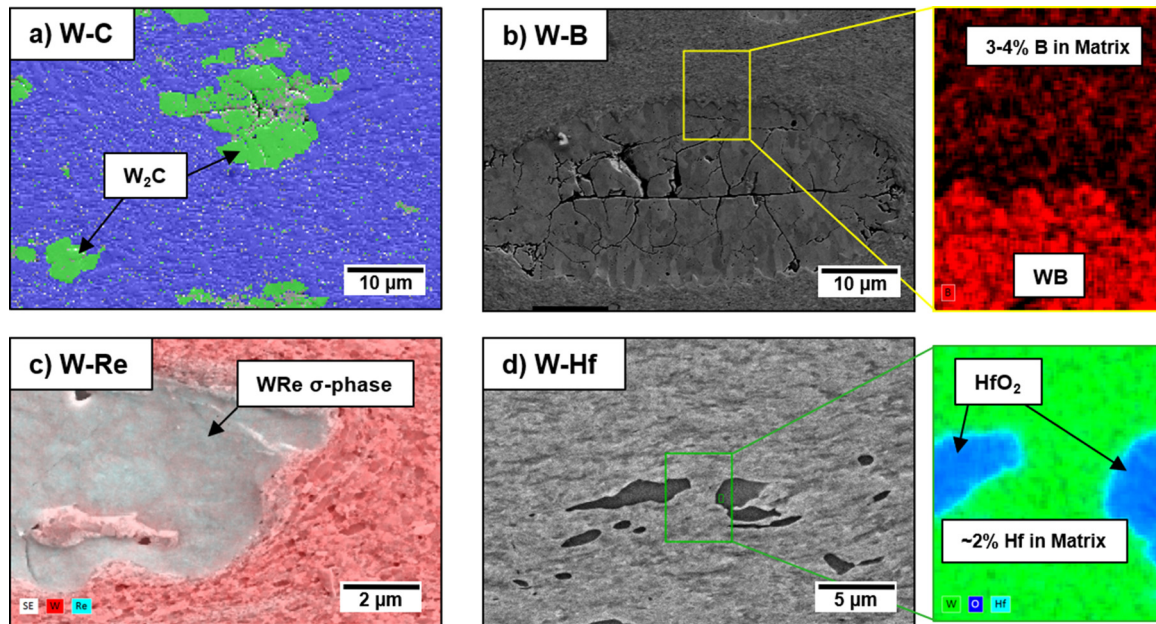 a) W-C
W₂C
10 µm
b) W-B
10 µm
3-4% B in Matrix
WB
B
c) W-Re
WRe σ-phase
SE W Re
2 µm
d) W-Hf
5 µm
HfO₂
~2% Hf in Matrix
W O Hf